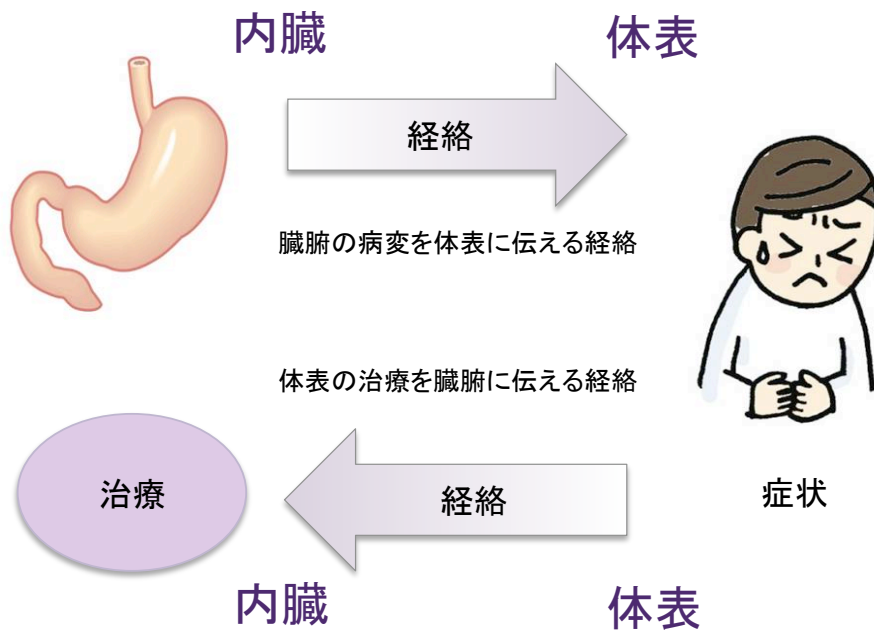 内臓
体表
経絡
臓腑の病変を体表に伝える経絡
体表の治療を臓腑に伝える経絡
治療
経絡
症状
内臓
体表